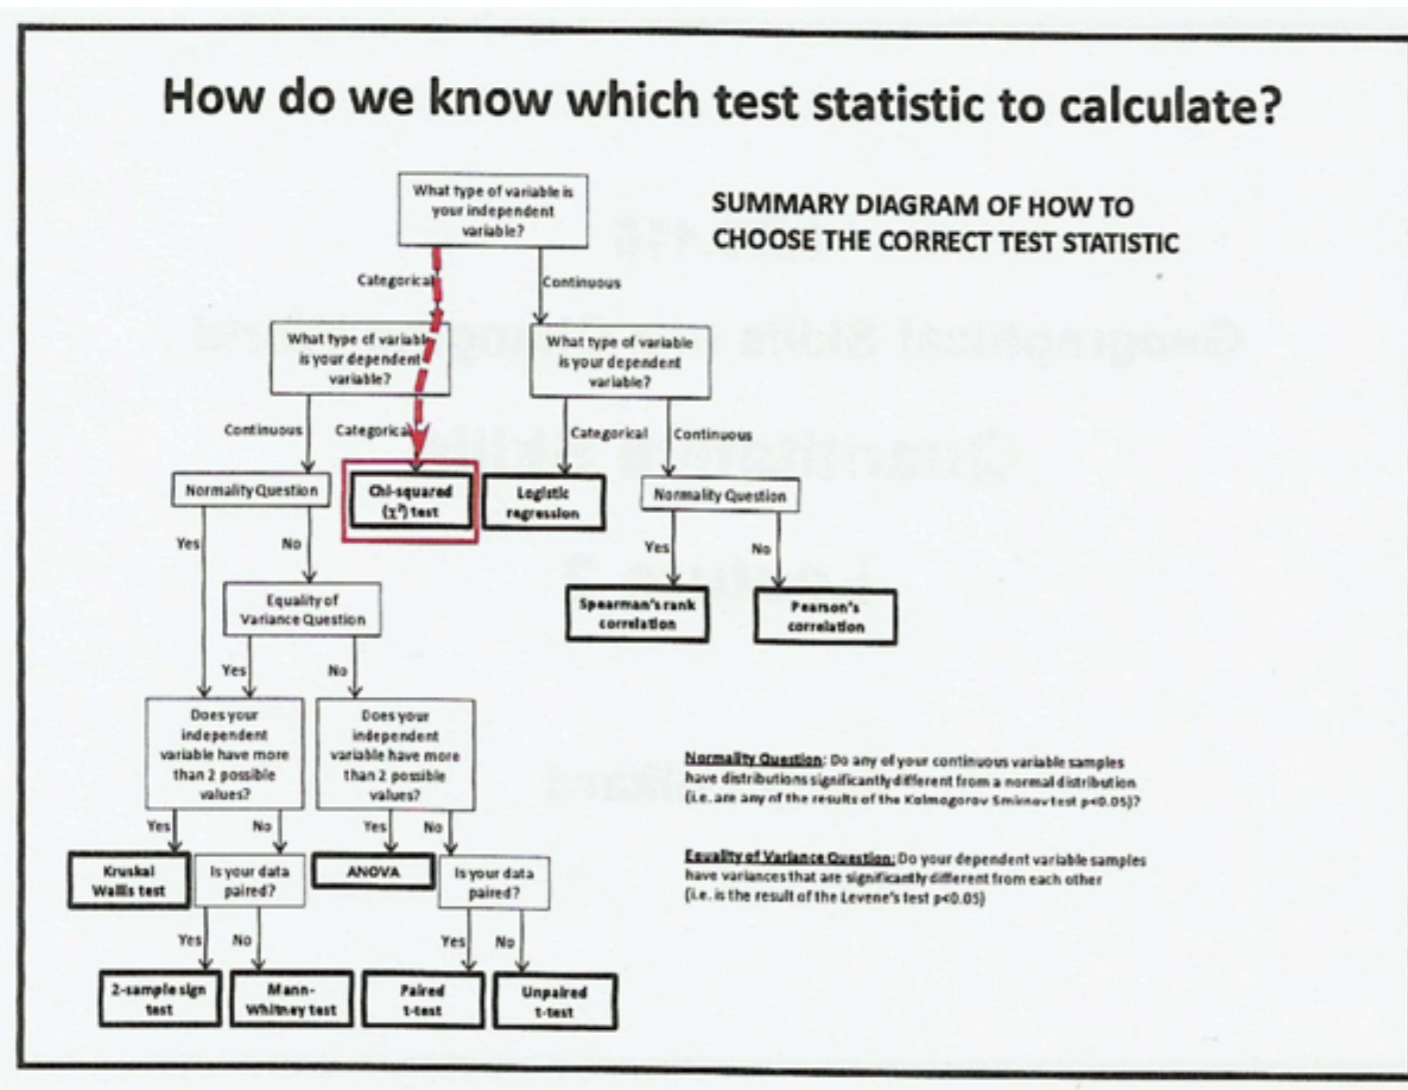 How do we know which test statistic to calculate?
SUMMARY DIAGRAM OF HOW TO
CHOOSE THE CORRECT TEST STATISTIC
What type of variable is
your independent
variable?
Categorical
Continuous
What type of variable
is your dependent
variable?
What type of variable
is your dependent
variable?
Continuous
Categorical
Categorical
Continuous
Normality Question
Chi-squared
(χ²) test
Logistic
regression
Normality Question
Yes
No
Yes
No
Equality of
Variance Question
Spearman's rank
correlation
Pearson's
correlation
Yes
No
Does your
independent
variable have more
than 2 possible
values?
Does your
independent
variable have more
than 2 possible
values?
Normality Question: Do any of your continuous variable samples
have distributions significantly different from a normal distribution
(i.e. are any of the results of the Kolmogorov Smirnov test p<0.05)?
Yes
No
Yes
No
Kruskal
Wallis test
Is your data
paired?
ANOVA
Is your data
paired?
Equality of Variance Question: Do your dependent variable samples
have variances that are significantly different from each other
(i.e. is the result of the Levene's test p<0.05)
Yes
No
Yes
No
2-sample sign
test
Mann-
Whitney test
Paired
t-test
Unpaired
t-test